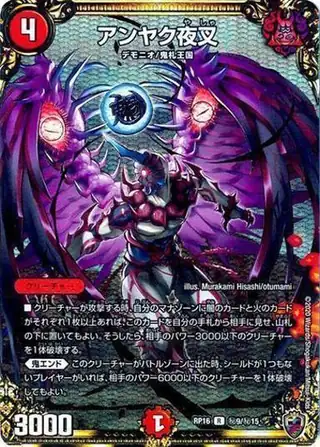 4
アンヤク夜叉
やしゃ
デモニオ/鬼札王国
illus. Murakami Hisashi/otumami
クリーチャー
■クリーチャーが攻撃する時、自分のマナゾーンに闇のカードと火のカード
がそれぞれ1枚以上あれば、このカードを自分の手札から相手に見せ、山札
の下に置いてもよい。そうしたら、相手のパワー3000以下のクリーチャー
を1体破壊する。
■鬼エンド:このクリーチャーがバトルゾーンに出た時、シールドが1つもな
いプレイヤーがいれば、相手のパワー6000以下のクリーチャーを1体破壊
してもよい。
3000
1
RP16 R 秘9/秘15